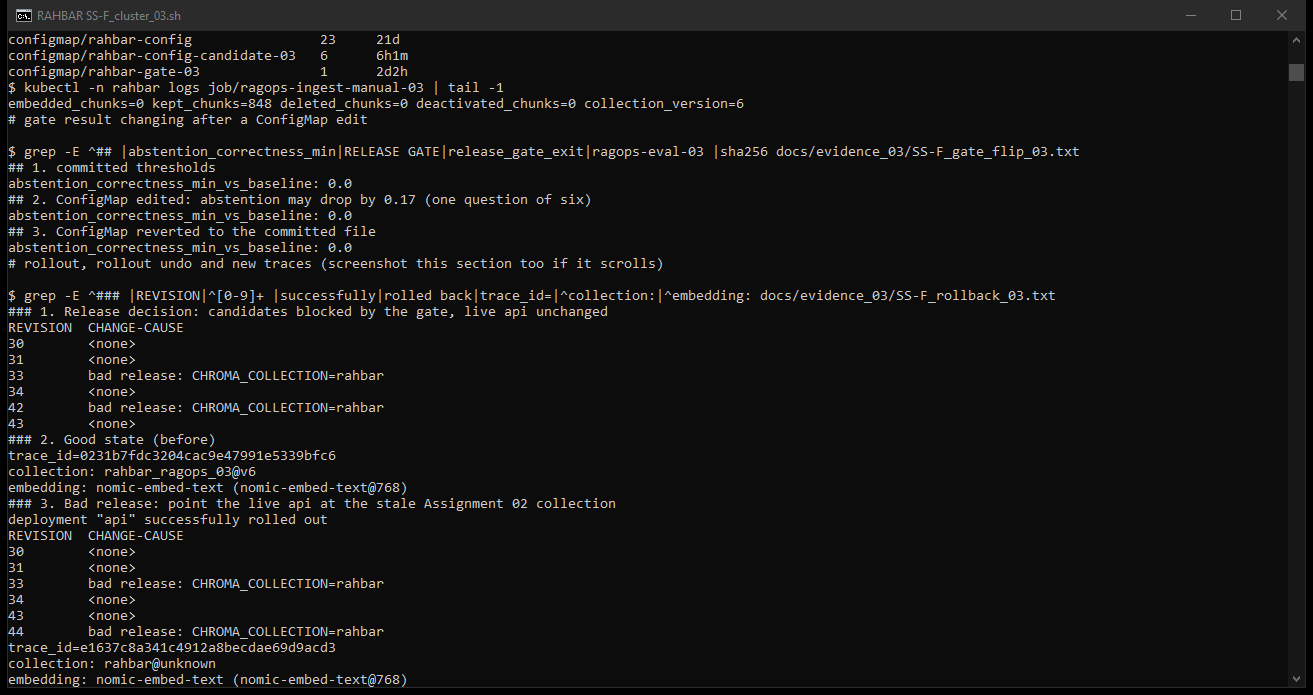 RAHBAR SS-F_cluster_03.sh
configmap/rahbar-config                23     21d
configmap/rahbar-config-candidate-03   6      6h1m
configmap/rahbar-gate-03               1      2d2h
$ kubectl -n rahbar logs job/ragops-ingest-manual-03 | tail -1
embedded_chunks=0 kept_chunks=848 deleted_chunks=0 deactivated_chunks=0 collection_version=6
# gate result changing after a ConfigMap edit
$ grep -E ^## |abstention_correctness_min|RELEASE GATE|release_gate_exit|ragops-eval-03 |sha256 docs/evidence_03/SS-F_gate_flip_03.txt
## 1. committed thresholds
abstention_correctness_min_vs_baseline: 0.0
## 2. ConfigMap edited: abstention may drop by 0.17 (one question of six)
abstention_correctness_min_vs_baseline: 0.0
## 3. ConfigMap reverted to the committed file
abstention_correctness_min_vs_baseline: 0.0
# rollout, rollout undo and new traces (screenshot this section too if it scrolls)
$ grep -E ^### |REVISION|^[0-9]+ |successfully|rolled back|trace_id=|^collection:|^embedding: docs/evidence_03/SS-F_rollback_03.txt
### 1. Release decision: candidates blocked by the gate, live api unchanged
REVISION  CHANGE-CAUSE
30        <none>
31        <none>
33        bad release: CHROMA_COLLECTION=rahbar
34        <none>
42        bad release: CHROMA_COLLECTION=rahbar
43        <none>
### 2. Good state (before)
trace_id=0231b7fdc3204cac9e47991e5339bfc6
collection: rahbar_ragops_03@v6
embedding: nomic-embed-text (nomic-embed-text@768)
### 3. Bad release: point the live api at the stale Assignment 02 collection
deployment "api" successfully rolled out
REVISION  CHANGE-CAUSE
30        <none>
31        <none>
33        bad release: CHROMA_COLLECTION=rahbar
34        <none>
43        <none>
44        bad release: CHROMA_COLLECTION=rahbar
trace_id=e1637c8a341c4912a8becdae69d9acd3
collection: rahbar@unknown
embedding: nomic-embed-text (nomic-embed-text@768)